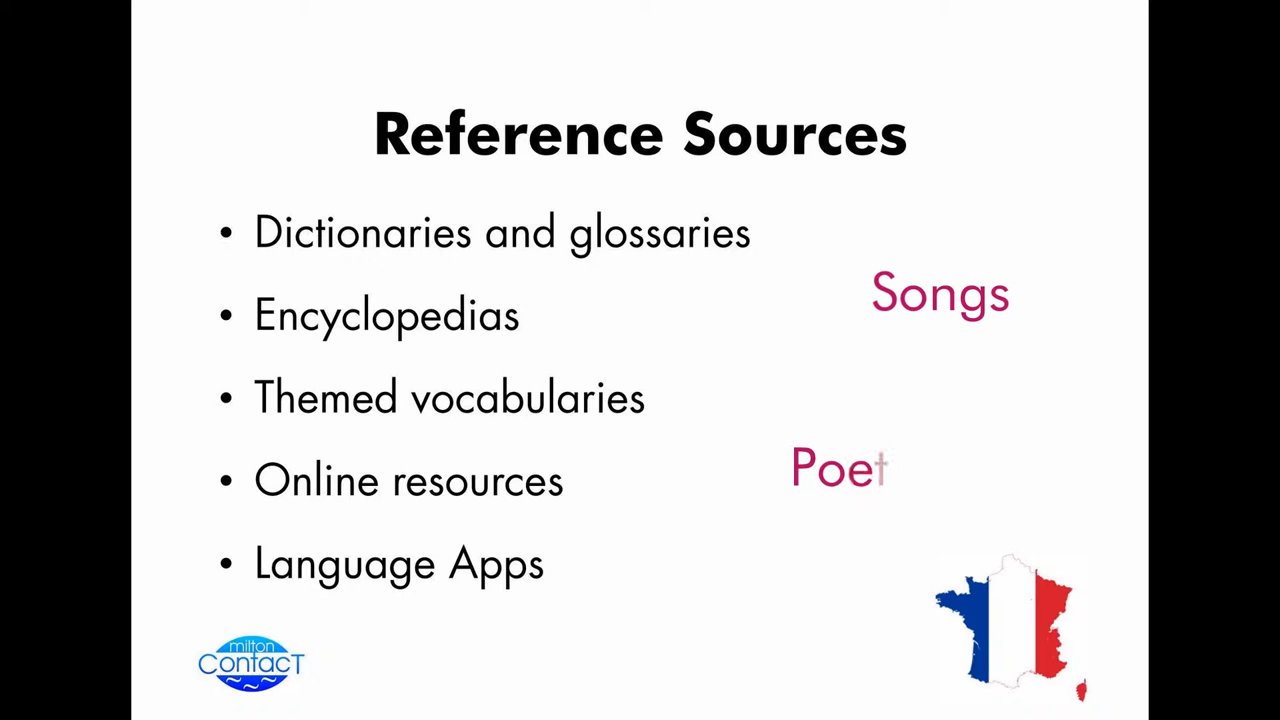 Reference Sources
• Dictionaries and glossaries
Songs
• Encyclopedias
• Themed vocabularies
Poet
• Online resources
• Language Apps
milton
ContacT